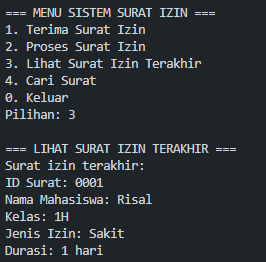 === MENU SISTEM SURAT IZIN ===
1. Terima Surat Izin
2. Proses Surat Izin
3. Lihat Surat Izin Terakhir
4. Cari Surat
0. Keluar
Pilihan: 3

=== LIHAT SURAT IZIN TERAKHIR ===
Surat izin terakhir:
ID Surat: 0001
Nama Mahasiswa: Risal
Kelas: 1H
Jenis Izin: Sakit
Durasi: 1 hari